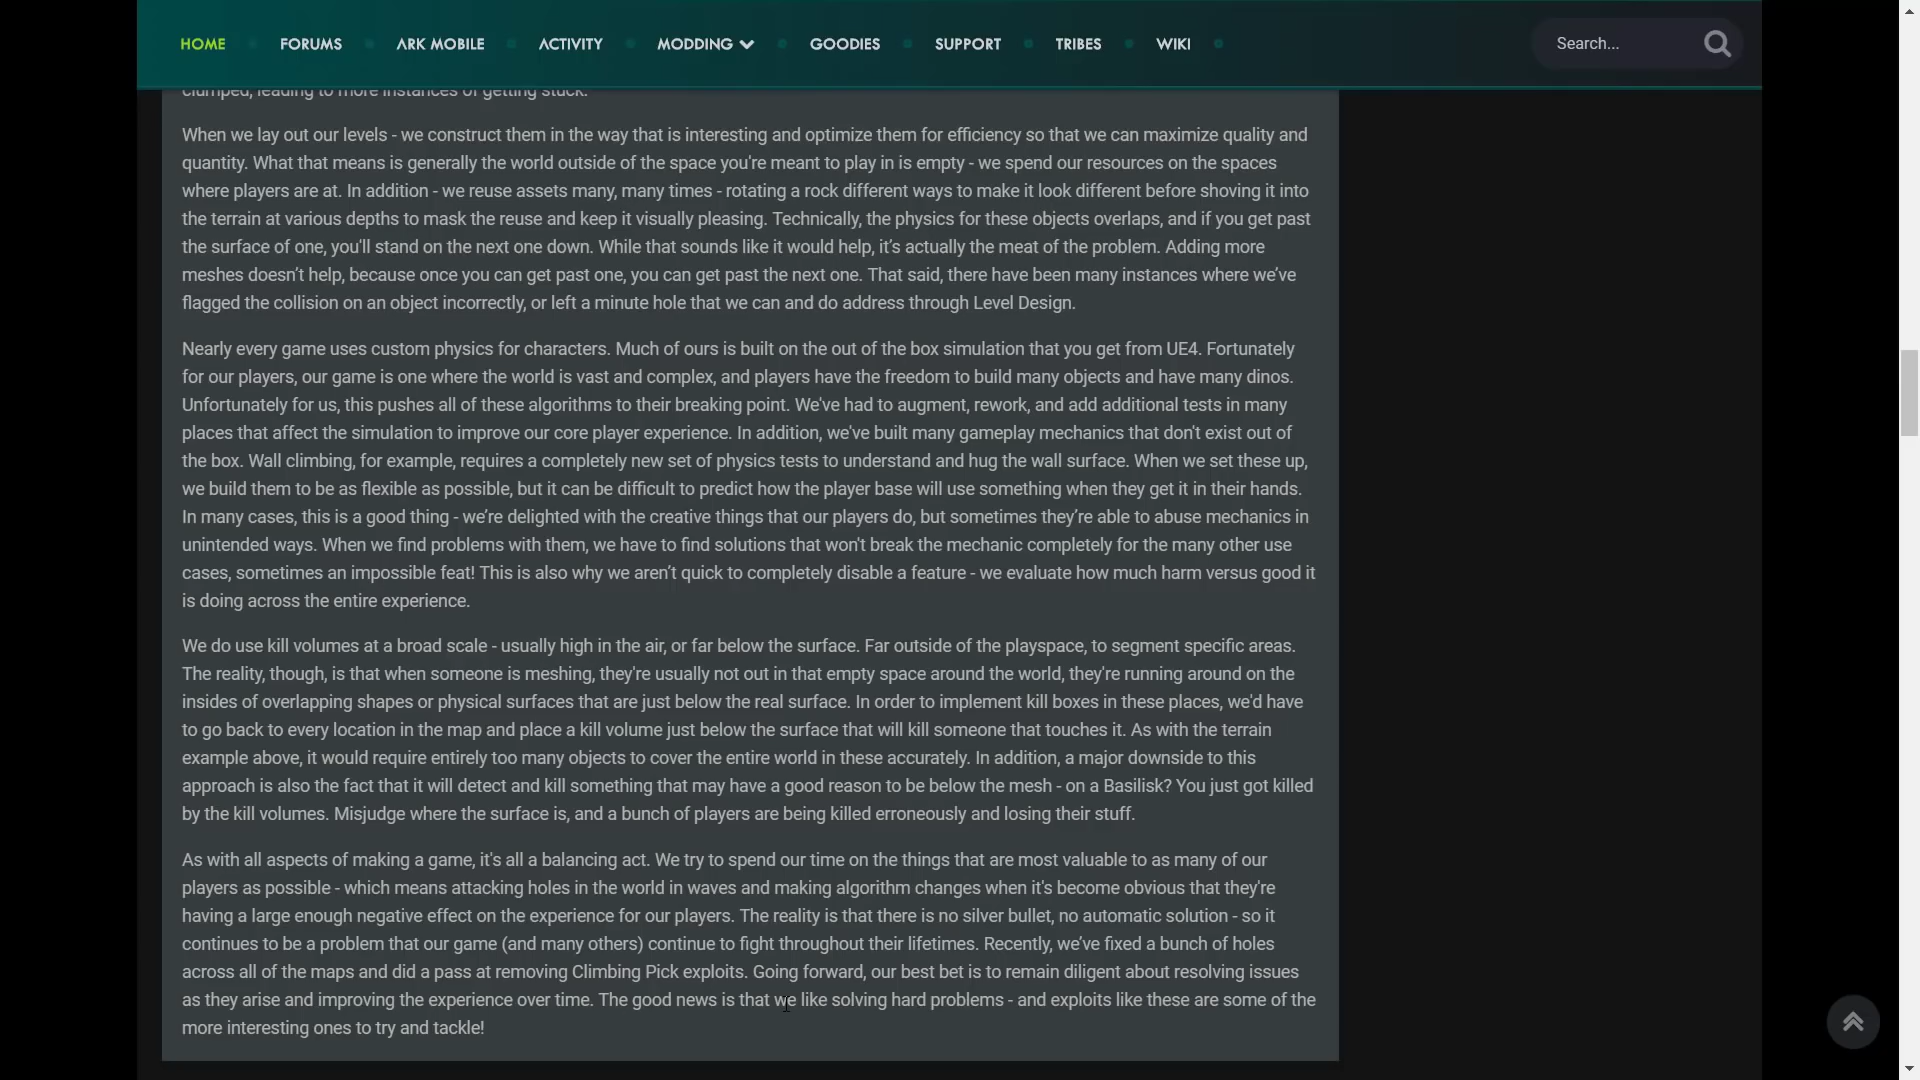 HOME FORUMS ARK MOBILE ACTIVITY MODDING GOODIES SUPPORT TRIBES WIKI Search...
clumped, leading to more instances of getting stuck.
When we lay out our levels - we construct them in the way that is interesting and optimize them for efficiency so that we can maximize quality and
quantity. What that means is generally the world outside of the space you're meant to play in is empty - we spend our resources on the spaces
where players are at. In addition - we reuse assets many, many times - rotating a rock different ways to make it look different before shoving it into
the terrain at various depths to mask the reuse and keep it visually pleasing. Technically, the physics for these objects overlaps, and if you get past
the surface of one, you'll stand on the next one down. While that sounds like it would help, it’s actually the meat of the problem. Adding more
meshes doesn’t help, because once you can get past one, you can get past the next one. That said, there have been many instances where we’ve
flagged the collision on an object incorrectly, or left a minute hole that we can and do address through Level Design.
Nearly every game uses custom physics for characters. Much of ours is built on the out of the box simulation that you get from UE4. Fortunately
for our players, our game is one where the world is vast and complex, and players have the freedom to build many objects and have many dinos.
Unfortunately for us, this pushes all of these algorithms to their breaking point. We've had to augment, rework, and add additional tests in many
places that affect the simulation to improve our core player experience. In addition, we've built many gameplay mechanics that don't exist out of
the box. Wall climbing, for example, requires a completely new set of physics tests to understand and hug the wall surface. When we set these up,
we build them to be as flexible as possible, but it can be difficult to predict how the player base will use something when they get it in their hands.
In many cases, this is a good thing - we’re delighted with the creative things that our players do, but sometimes they’re able to abuse mechanics in
unintended ways. When we find problems with them, we have to find solutions that won't break the mechanic completely for the many other use
cases, sometimes an impossible feat! This is also why we aren’t quick to completely disable a feature - we evaluate how much harm versus good it
is doing across the entire experience.
We do use kill volumes at a broad scale - usually high in the air, or far below the surface. Far outside of the playspace, to segment specific areas.
The reality, though, is that when someone is meshing, they're usually not out in that empty space around the world, they're running around on the
insides of overlapping shapes or physical surfaces that are just below the real surface. In order to implement kill boxes in these places, we'd have
to go back to every location in the map and place a kill volume just below the surface that will kill someone that touches it. As with the terrain
example above, it would require entirely too many objects to cover the entire world in these accurately. In addition, a major downside to this
approach is also the fact that it will detect and kill something that may have a good reason to be below the mesh - on a Basilisk? You just got killed
by the kill volumes. Misjudge where the surface is, and a bunch of players are being killed erroneously and losing their stuff.
As with all aspects of making a game, it's all a balancing act. We try to spend our time on the things that are most valuable to as many of our
players as possible - which means attacking holes in the world in waves and making algorithm changes when it's become obvious that they're
having a large enough negative effect on the experience for our players. The reality is that there is no silver bullet, no automatic solution - so it
continues to be a problem that our game (and many others) continue to fight throughout their lifetimes. Recently, we’ve fixed a bunch of holes
across all of the maps and did a pass at removing Climbing Pick exploits. Going forward, our best bet is to remain diligent about resolving issues
as they arise and improving the experience over time. The good news is that we like solving hard problems - and exploits like these are some of the
more interesting ones to try and tackle!